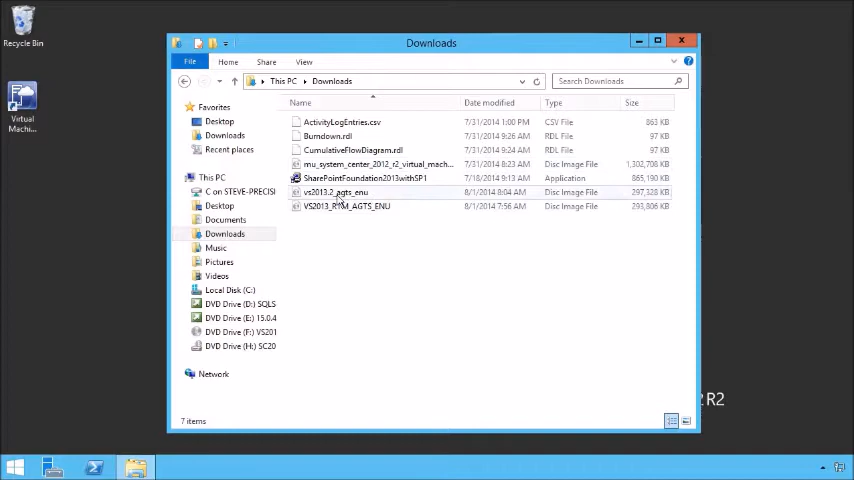 Recycle Bin
Virtual
Machi...
Downloads
File Home Share View
This PC Downloads
Search Downloads
Name Date modified Type Size
ActivityLogEntries.csv 7/31/2014 1:00 PM CSV File 863 KB
Burndown.rdl 7/31/2014 9:26 AM RDL File 97 KB
CumulativeFlowDiagram.rdl 7/31/2014 9:24 AM RDL File 97 KB
mu_system_center_2012_r2_virtual_mach... 7/31/2014 8:23 AM Disc Image File 1,302,708 KB
SharePointFoundation2013withSP1 7/18/2014 9:13 AM Application 865,190 KB
vs2013.2_agts_enu 8/1/2014 8:04 AM Disc Image File 297,328 KB
VS2013_RTM_AGTS_ENU 8/1/2014 7:56 AM Disc Image File 293,806 KB
Favorites
Desktop
Downloads
Recent places
This PC
C on STEVE-PRECISI
Desktop
Documents
Downloads
Music
Pictures
Videos
Local Disk (C:)
DVD Drive (D:) SQLS
DVD Drive (E:) 15.0.4
DVD Drive (F:) VS201
DVD Drive (H:) SC20
Network
7 items
2 R2